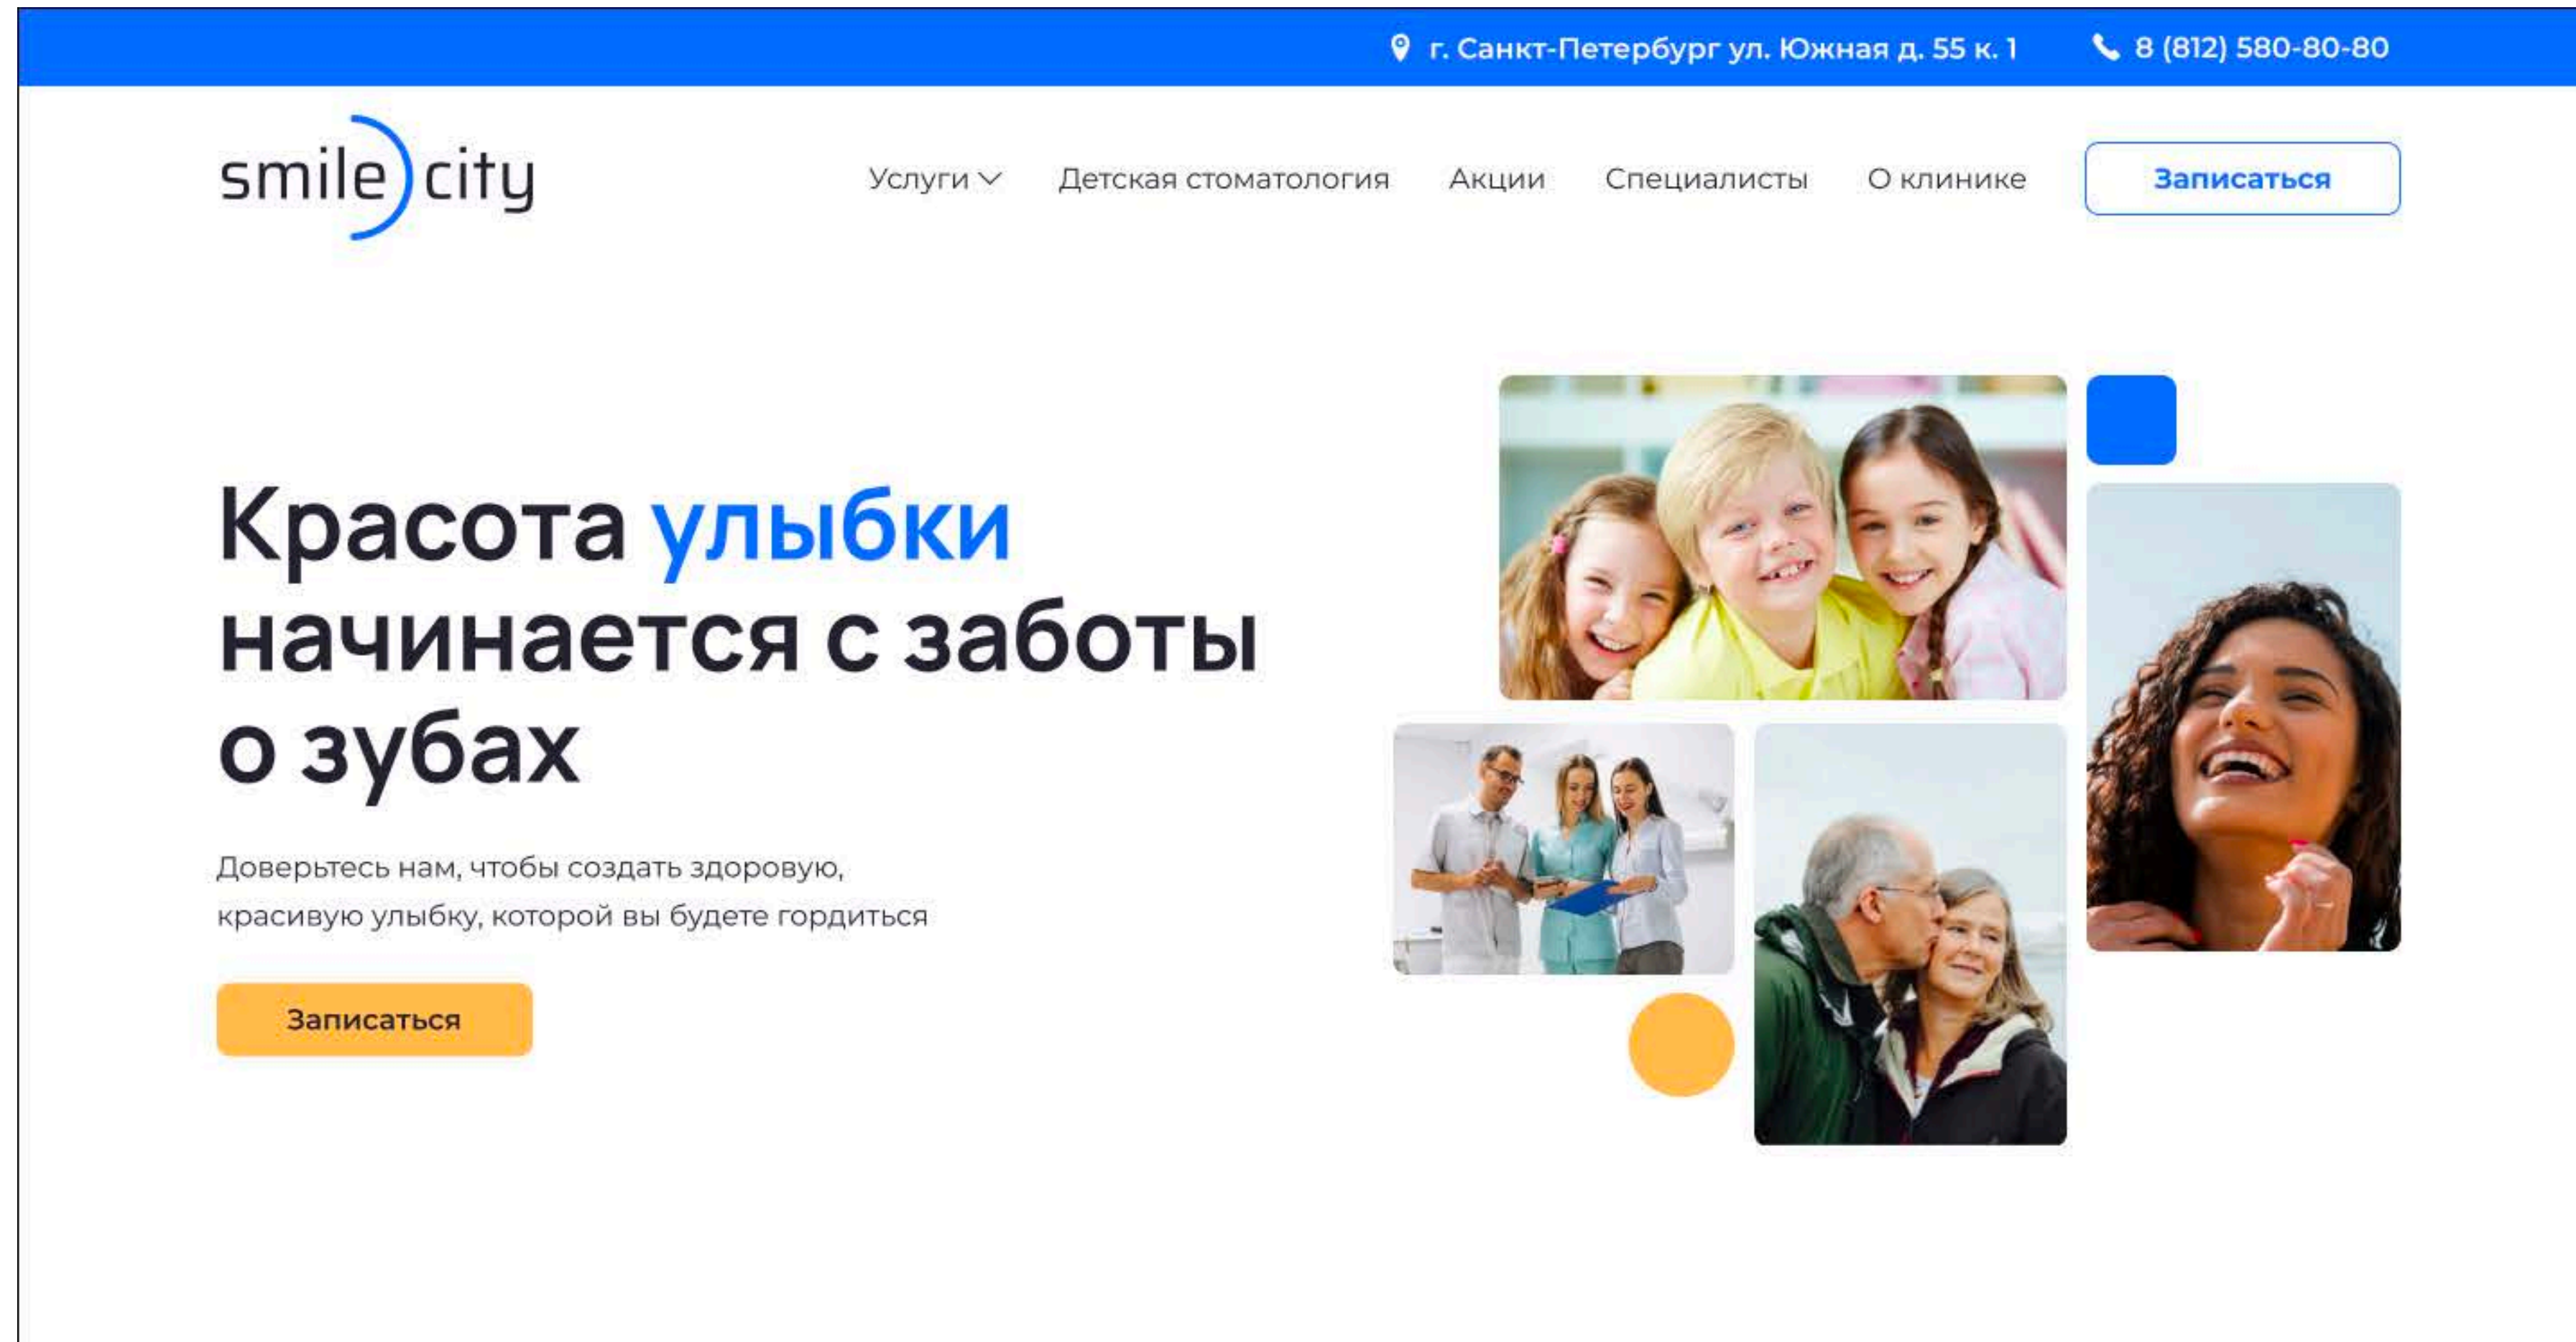 г. Санкт-Петербург ул. Южная д. 55 к. 1
8 (812) 580-80-80
smile city
Услуги
Детская стоматология
Акции
Специалисты
О клинике
Записаться
Красота улыбки
начинается с заботы
о зубах
Доверьтесь нам, чтобы создать здоровую,
красивую улыбку, которой вы будете гордиться
Записаться